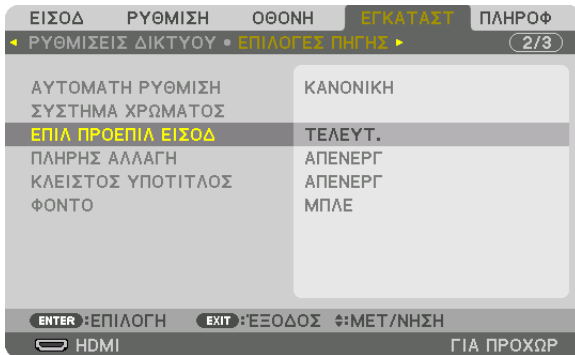 ΕΙΣΟΔ ΡΥΘΜΙΣΗ ΟΘΟΝΗ ΕΓΚΑΤΑΣΤ ΠΛΗΡΟΦ
ΡΥΘΜΙΣΕΙΣ ΔΙΚΤΥΟΥ • ΕΠΙΛΟΓΕΣ ΠΗΓΗΣ 2/3
ΑΥΤΟΜΑΤΗ ΡΥΘΜΙΣΗ ΚΑΝΟΝΙΚΗ
ΣΥΣΤΗΜΑ ΧΡΩΜΑΤΟΣ
ΕΠΙΛ ΠΡΟΕΠΙΛ ΕΙΣΟΔ ΤΕΛΕΥΤ.
ΠΛΗΡΗΣ ΑΛΛΑΓΗ ΑΠΕΝΕΡΓ
ΚΛΕΙΣΤΟΣ ΥΠΟΤΙΤΛΟΣ ΑΠΕΝΕΡΓ
ΦΟΝΤΟ ΜΠΛΕ
ENTER :ΕΠΙΛΟΓΗ EXIT :ΈΞΟΔΟΣ :ΜΕΤ/ΝΗΣΗ
HDMI ΓΙΑ ΠΡΟΧΩΡ